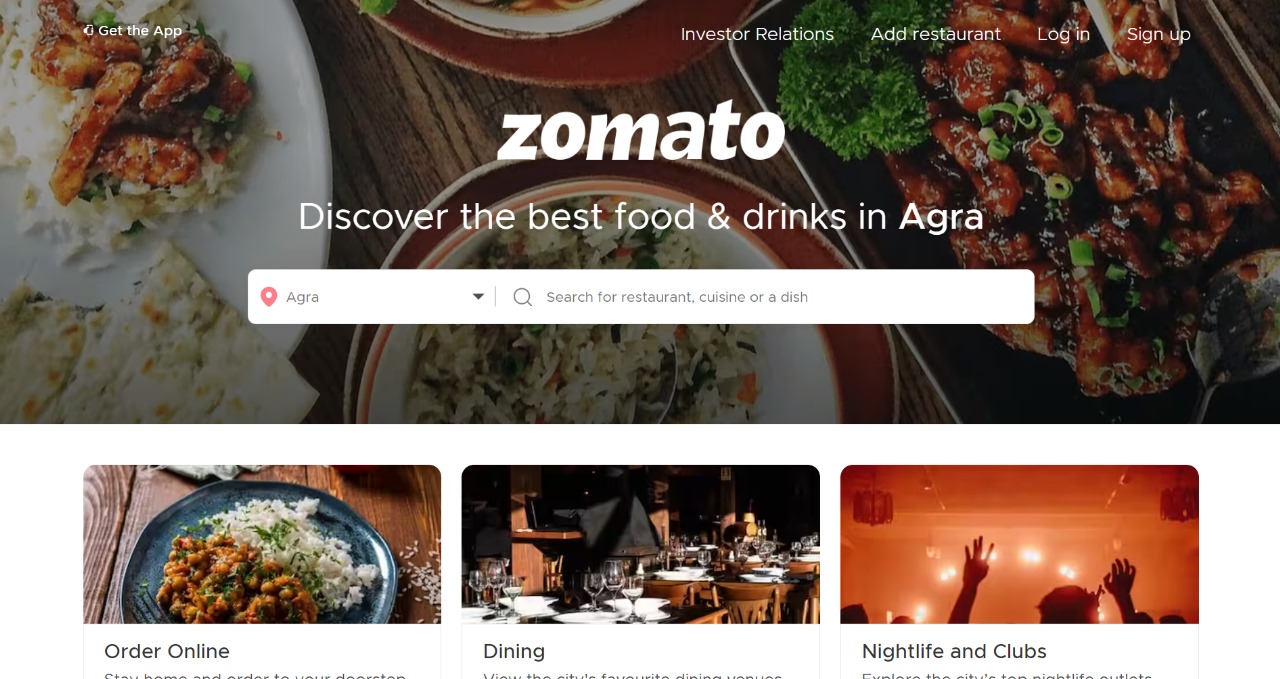 Get the App
Investor Relations
Add restaurant
Log in
Sign up
zomato
Discover the best food & drinks in Agra
Agra
Search for restaurant, cuisine or a dish
Order Online
Stay home and order to your doorstep
Dining
View the city's favourite dining venues
Nightlife and Clubs
Explore the city’s top nightlife outlets